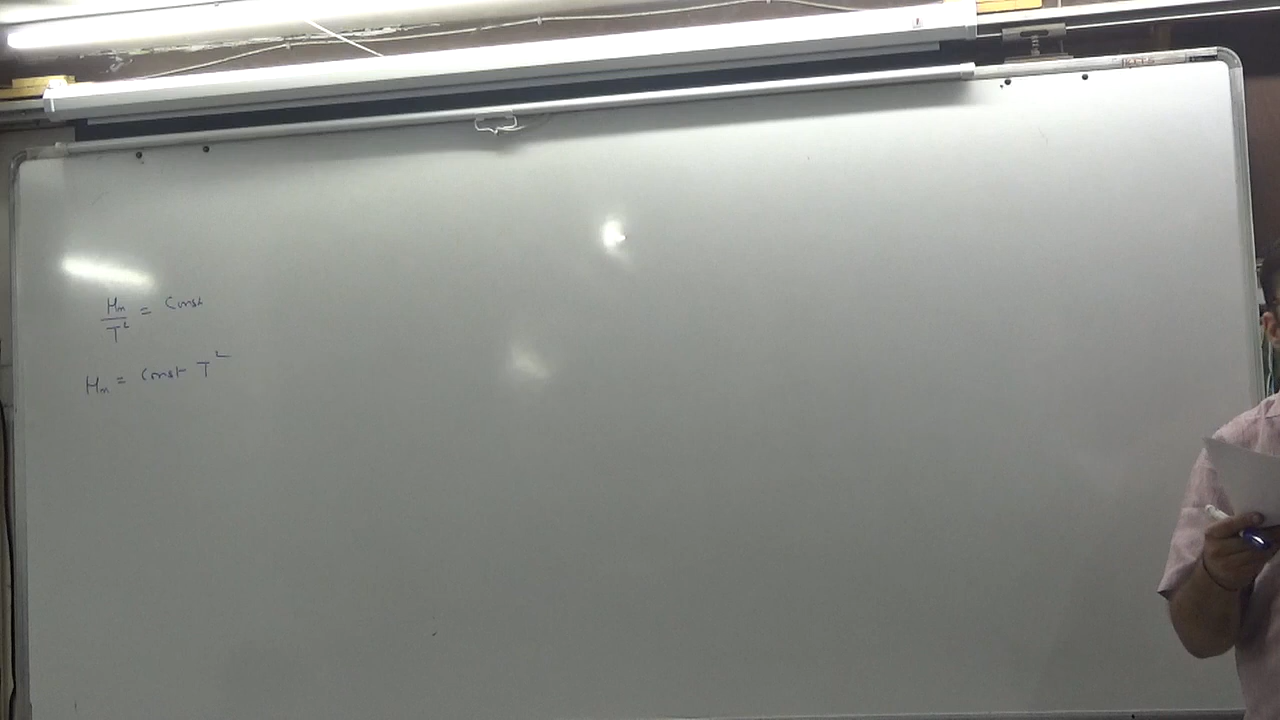 Hm/T² = Const
Hm = Const T²